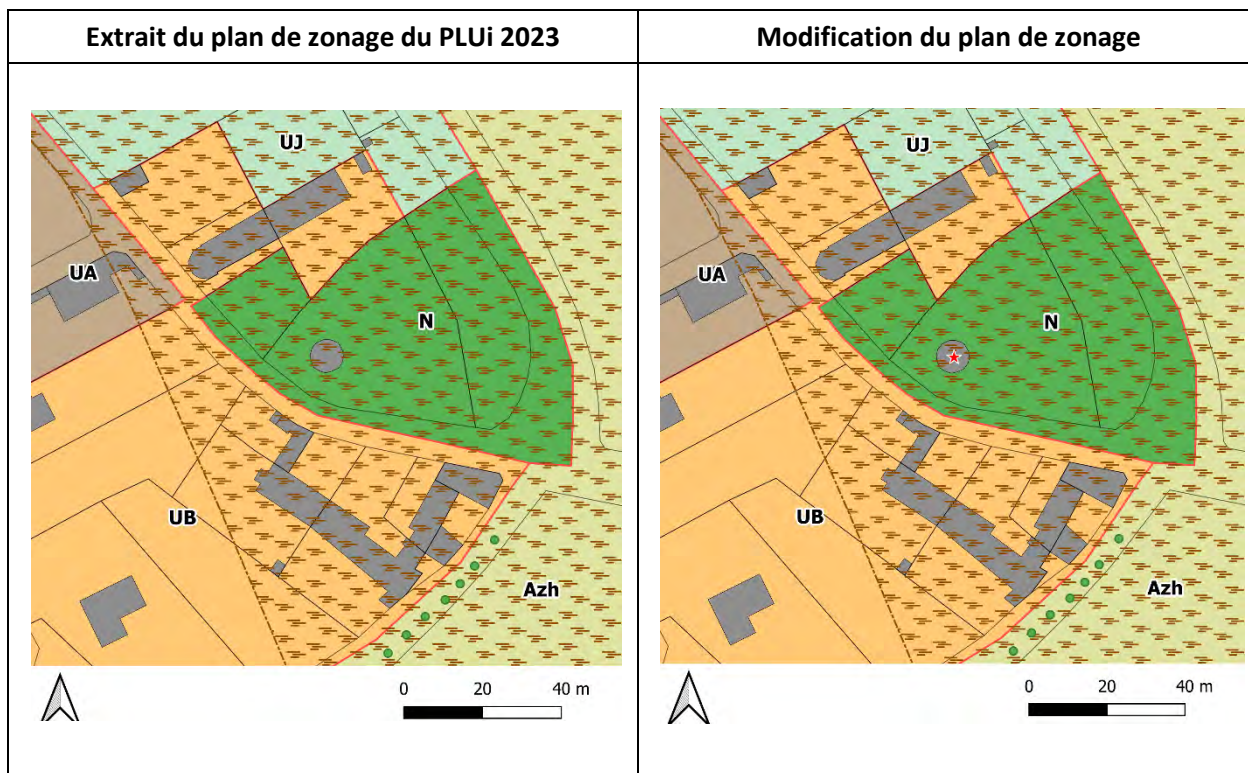 Extrait du plan de zonage du PLUi 2023
Modification du plan de zonage
UJ
UA
N
UB
Azh
0 20 40 m
UJ
UA
N
UB
Azh
0 20 40 m